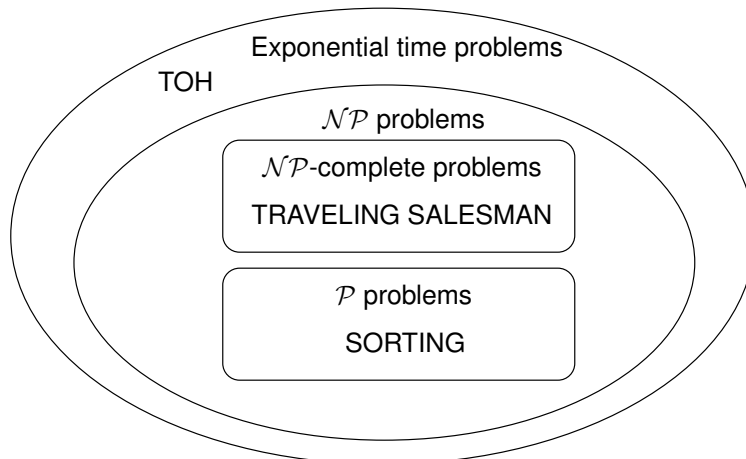 Exponential time problems
TOH
𝒩𝒫 problems
𝒩𝒫-complete problems
TRAVELING SALESMAN
𝒫 problems
SORTING